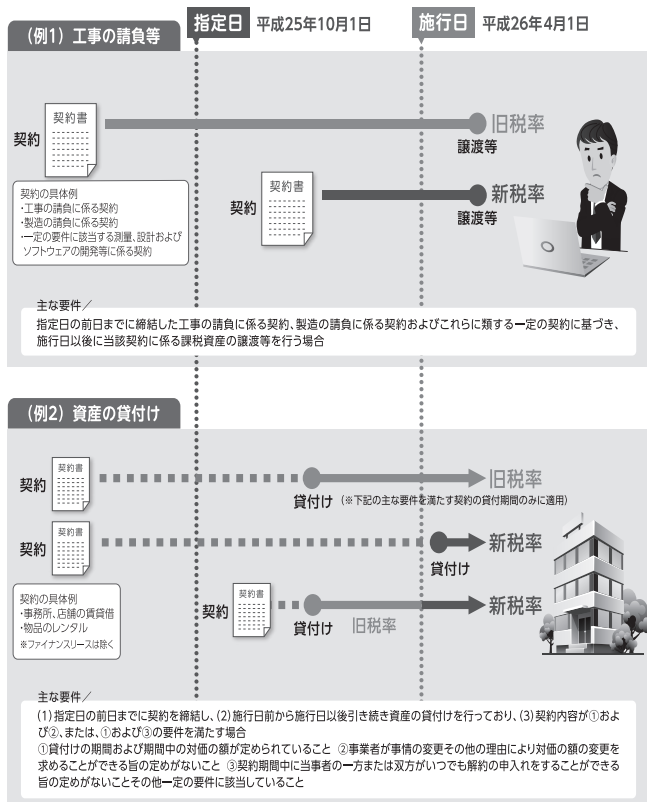 指定日 平成25年10月1日
施行日 平成26年4月1日
（例1）工事の請負等
契約書
契約
旧税率
譲渡等
契約の具体例
・工事の請負に係る契約
・製造の請負に係る契約
・一定の要件に該当する測量、設計および
ソフトウェアの開発等に係る契約
契約書
契約
新税率
譲渡等
主な要件／
指定日の前日までに締結した工事の請負に係る契約、製造の請負に係る契約およびこれらに類する一定の契約に基づき、
施行日以後に当該契約に係る課税資産の譲渡等を行う場合
（例2）資産の貸付け
契約書
契約
旧税率
貸付け（※下記の主な要件を満たす契約の貸付期間のみに適用）
契約書
契約
新税率
貸付け
契約の具体例
・事務所、店舗の賃貸借
・物品のレンタル
※ファイナンスリースは除く
契約書
契約
新税率
貸付け 旧税率
主な要件／
(1)指定日の前日までに契約を締結し、(2)施行日前から施行日以後引き続き資産の貸付けを行っており、(3)契約内容が①およ
び②、または、①および③の要件を満たす場合
①貸付けの期間および期間中の対価の額が定められていること ②事業者が事情の変更その他の理由により対価の額の変更を
求めることができる旨の定めがないこと ③契約期間中に当事者の一方または双方がいつでも解約の申入れをすることができる
旨の定めがないことその他一定の要件に該当していること